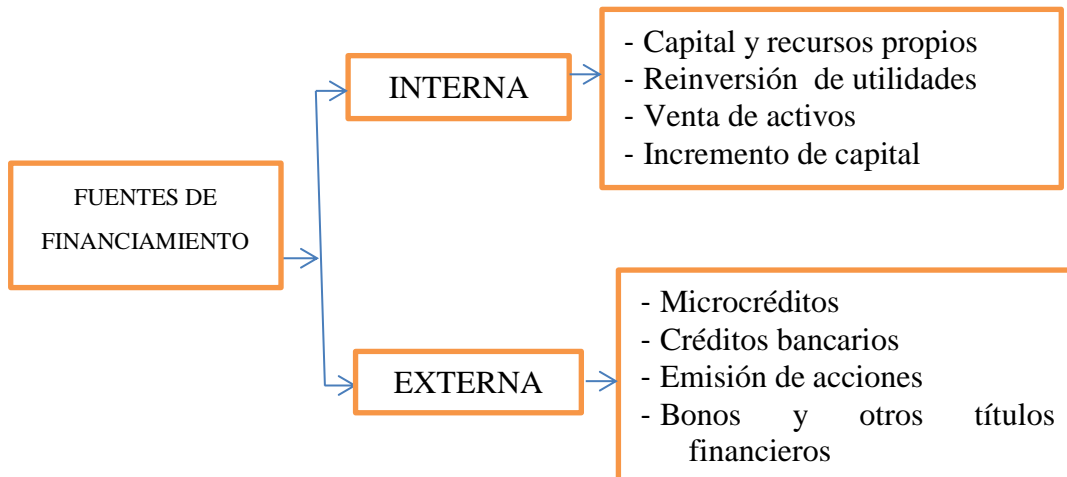 FUENTES DE
FINANCIAMIENTO
INTERNA
- Capital y recursos propios
- Reinversión de utilidades
- Venta de activos
- Incremento de capital
EXTERNA
- Microcréditos
- Créditos bancarios
- Emisión de acciones
- Bonos y otros títulos
financieros